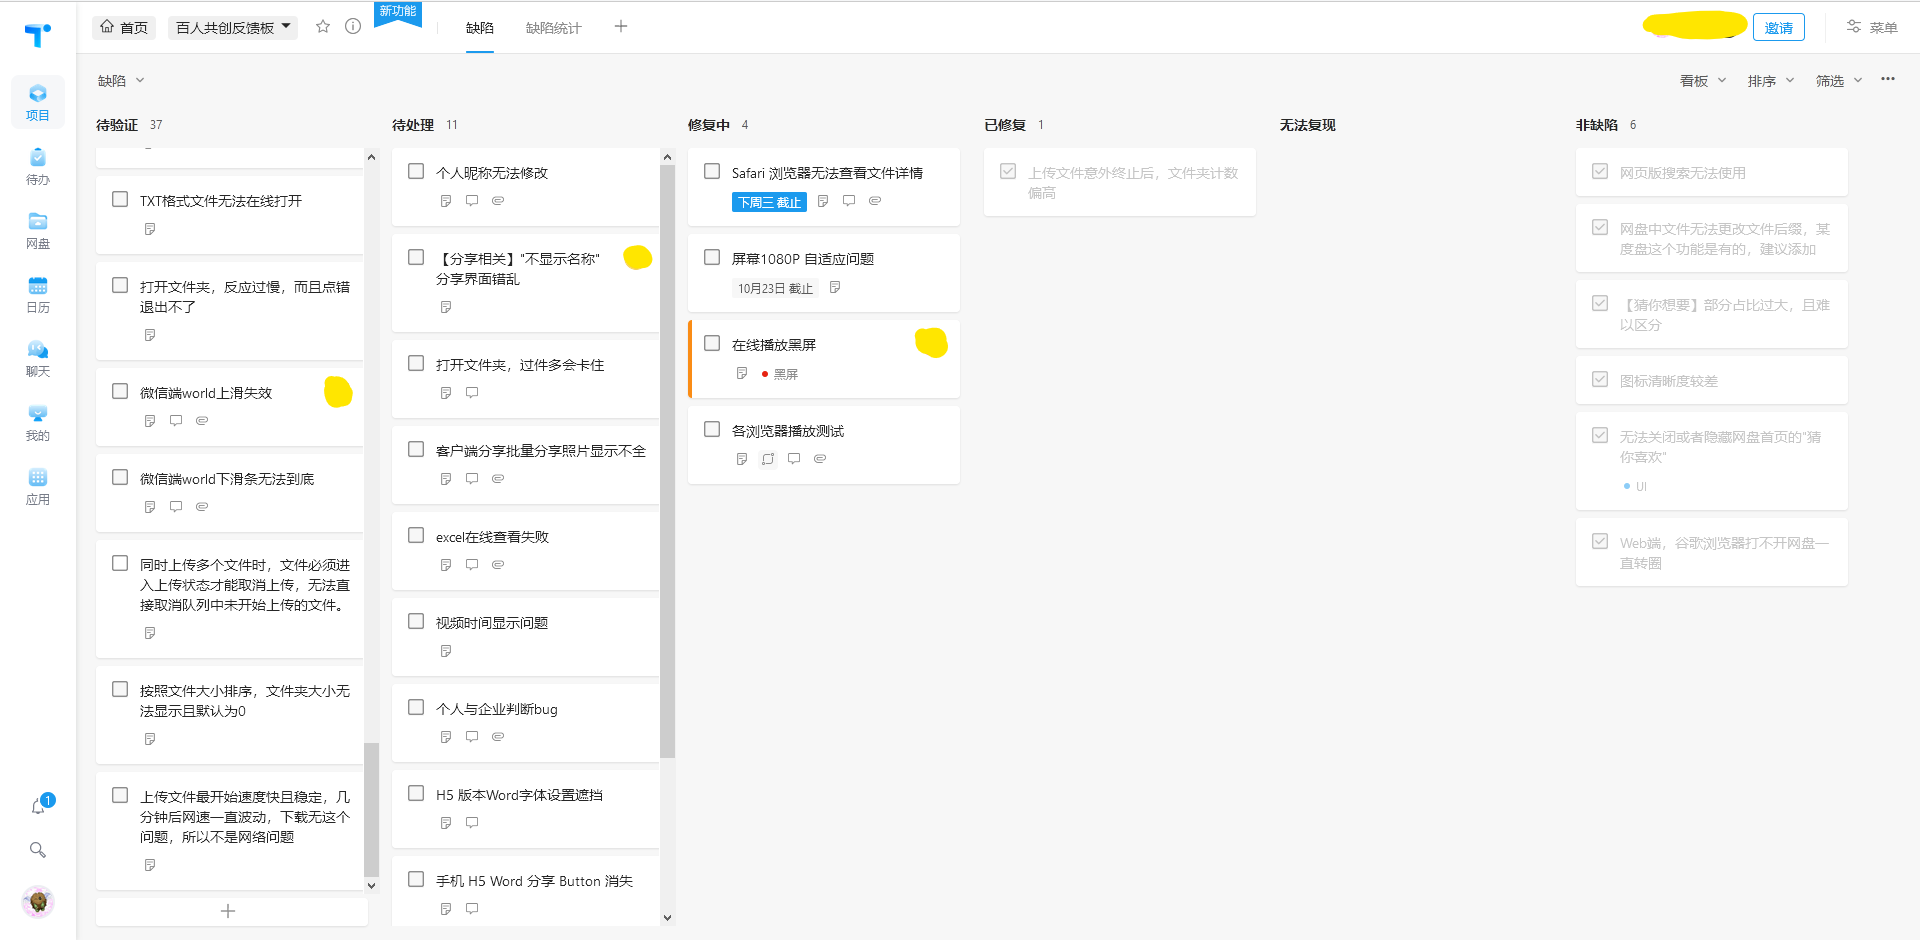 首页
百人共创反馈板
新功能
缺陷
缺陷统计
邀请
菜单
项目
待办
网盘
日历
聊天
我的
应用
1
缺陷
看板
排序
筛选
待验证 37
TXT格式文件无法在线打开
打开文件夹，反应过慢，而且点错
退出不了
微信端world上滑失效
微信端world下滑条无法到底
同时上传多个文件时，文件必须进
入上传状态才能取消上传，无法直
接取消队列中未开始上传的文件。
按照文件大小排序，文件夹大小无
法显示且默认为0
上传文件最开始速度快且稳定，几
分钟后网速一直波动，下载无这个
问题，所以不是网络问题
待处理 11
个人昵称无法修改
【分享相关】"不显示名称"
分享界面错乱
打开文件夹，过件多会卡住
客户端分享批量分享照片显示不全
excel在线查看失败
视频时间显示问题
个人与企业判断bug
H5 版本Word字体设置遮挡
手机 H5 Word 分享 Button 消失
修复中 4
Safari 浏览器无法查看文件详情
下周三 截止
屏幕1080P 自适应问题
10月23日 截止
在线播放黑屏
黑屏
各浏览器播放测试
已修复 1
上传文件意外终止后，文件夹计数
偏高
无法复现
非缺陷 6
网页版搜索无法使用
网盘中文件无法更改文件后缀，某
度盘这个功能是有的，建议添加
【猜你想要】部分占比过大，且难
以区分
图标清晰度较差
无法关闭或者隐藏网盘首页的"猜
你喜欢"
UI
Web端，谷歌浏览器打不开网盘一
直转圈